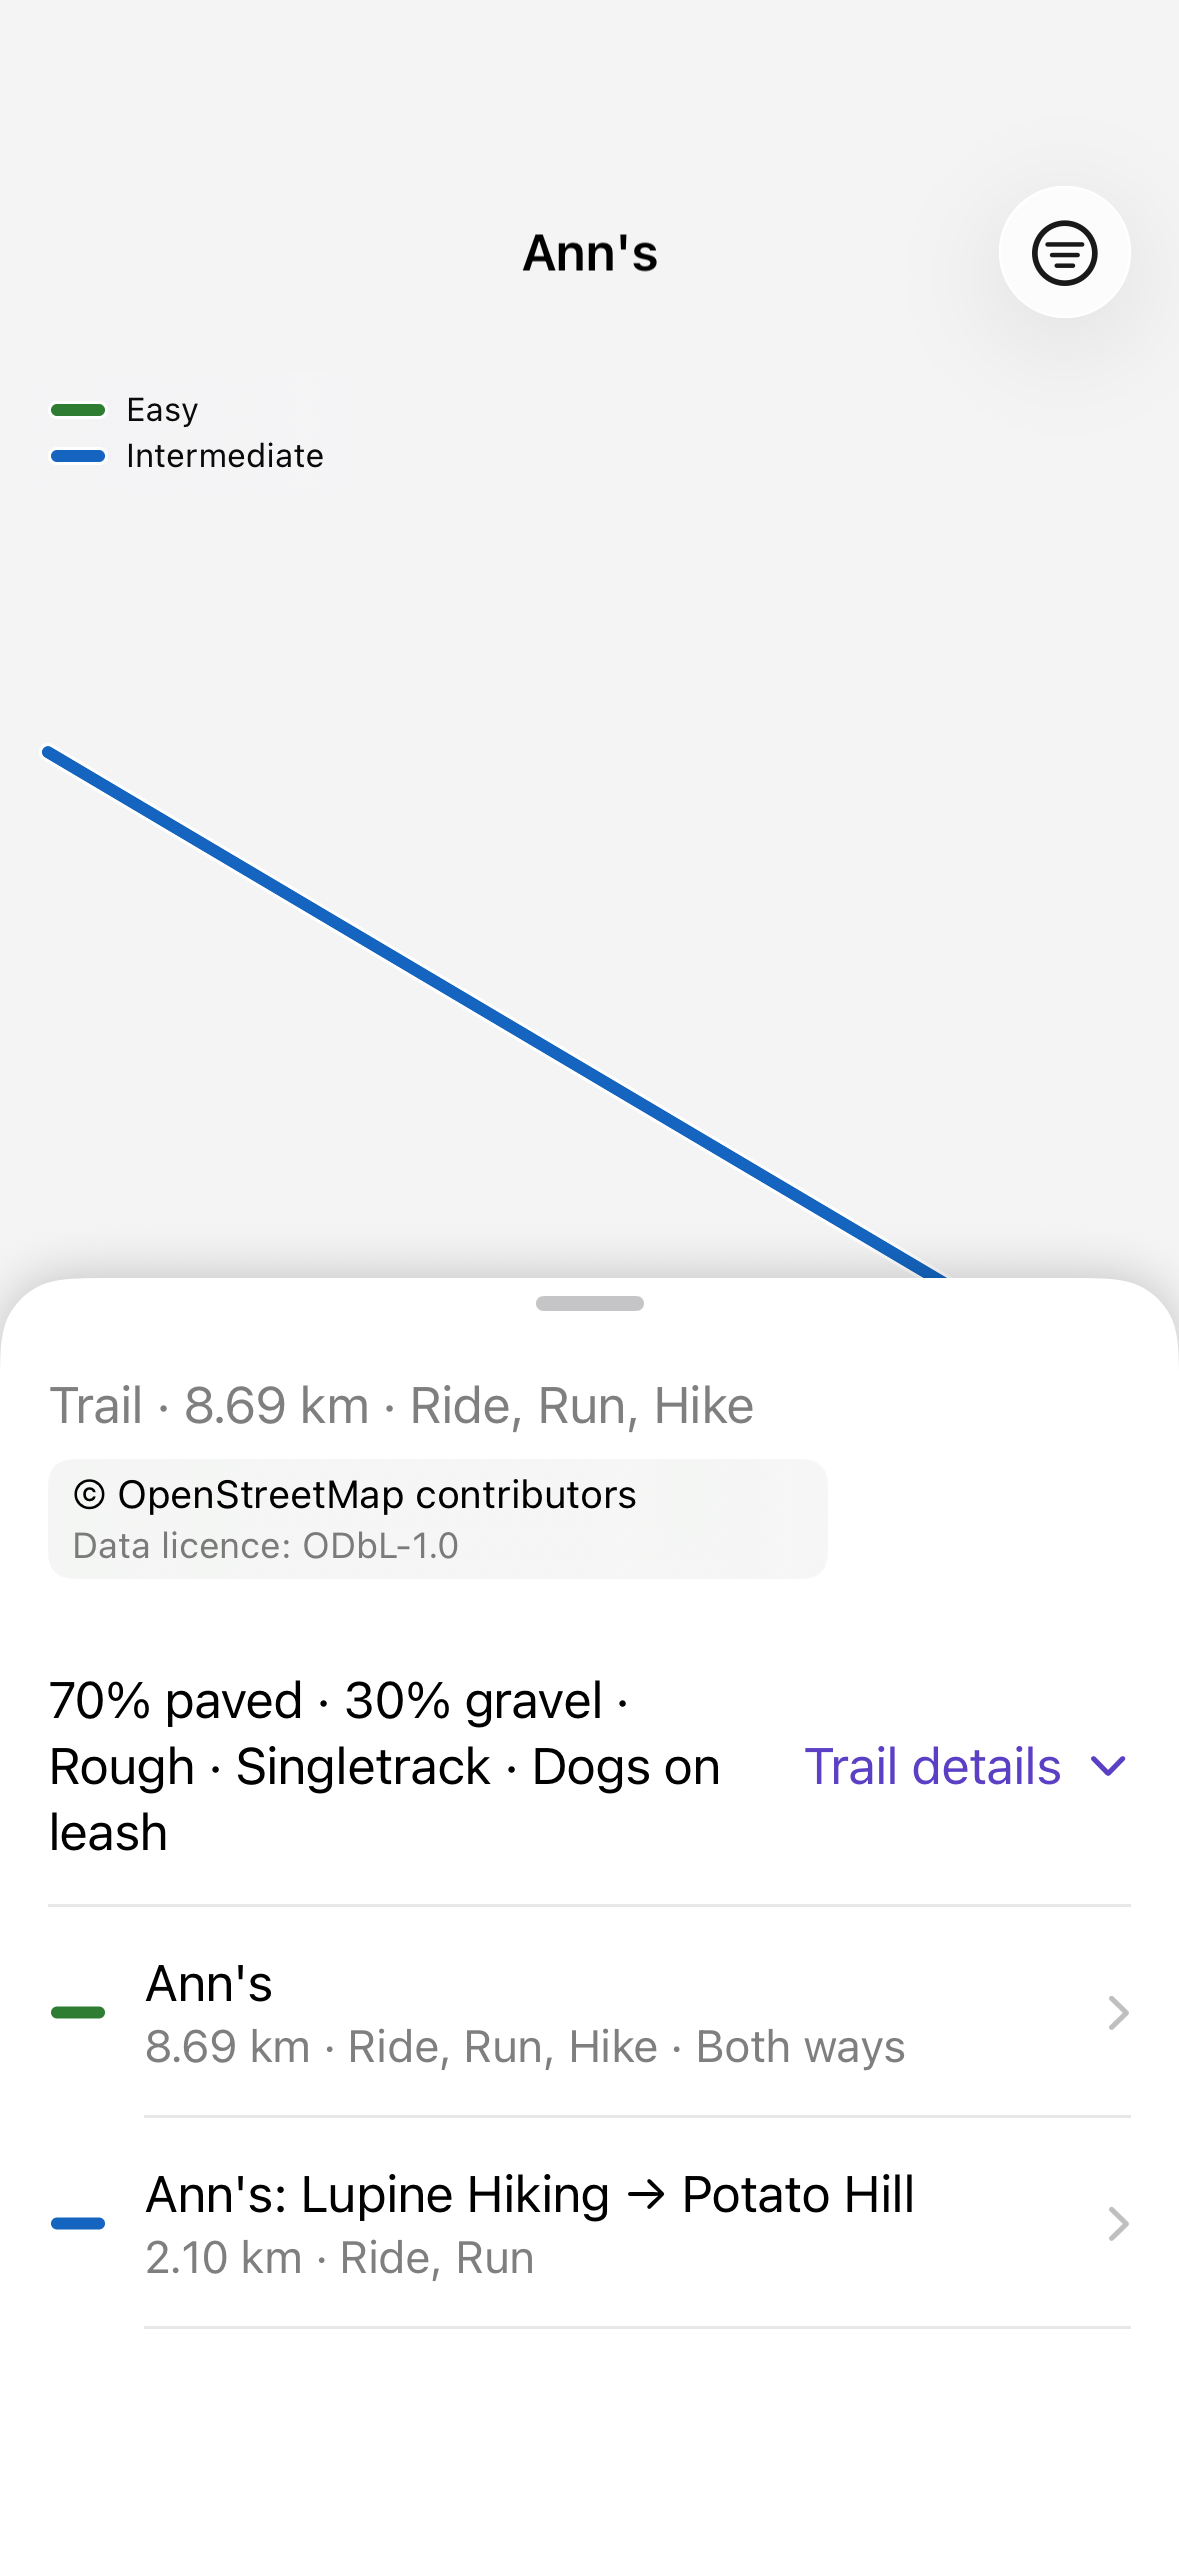 Ann's
Easy
Intermediate
Trail · 8.69 km · Ride, Run, Hike
© OpenStreetMap contributors
Data licence: ODbL-1.0
70% paved · 30% gravel ·
Rough · Singletrack · Dogs on
leash
Trail details
Ann's
8.69 km · Ride, Run, Hike · Both ways
Ann's: Lupine Hiking → Potato Hill
2.10 km · Ride, Run